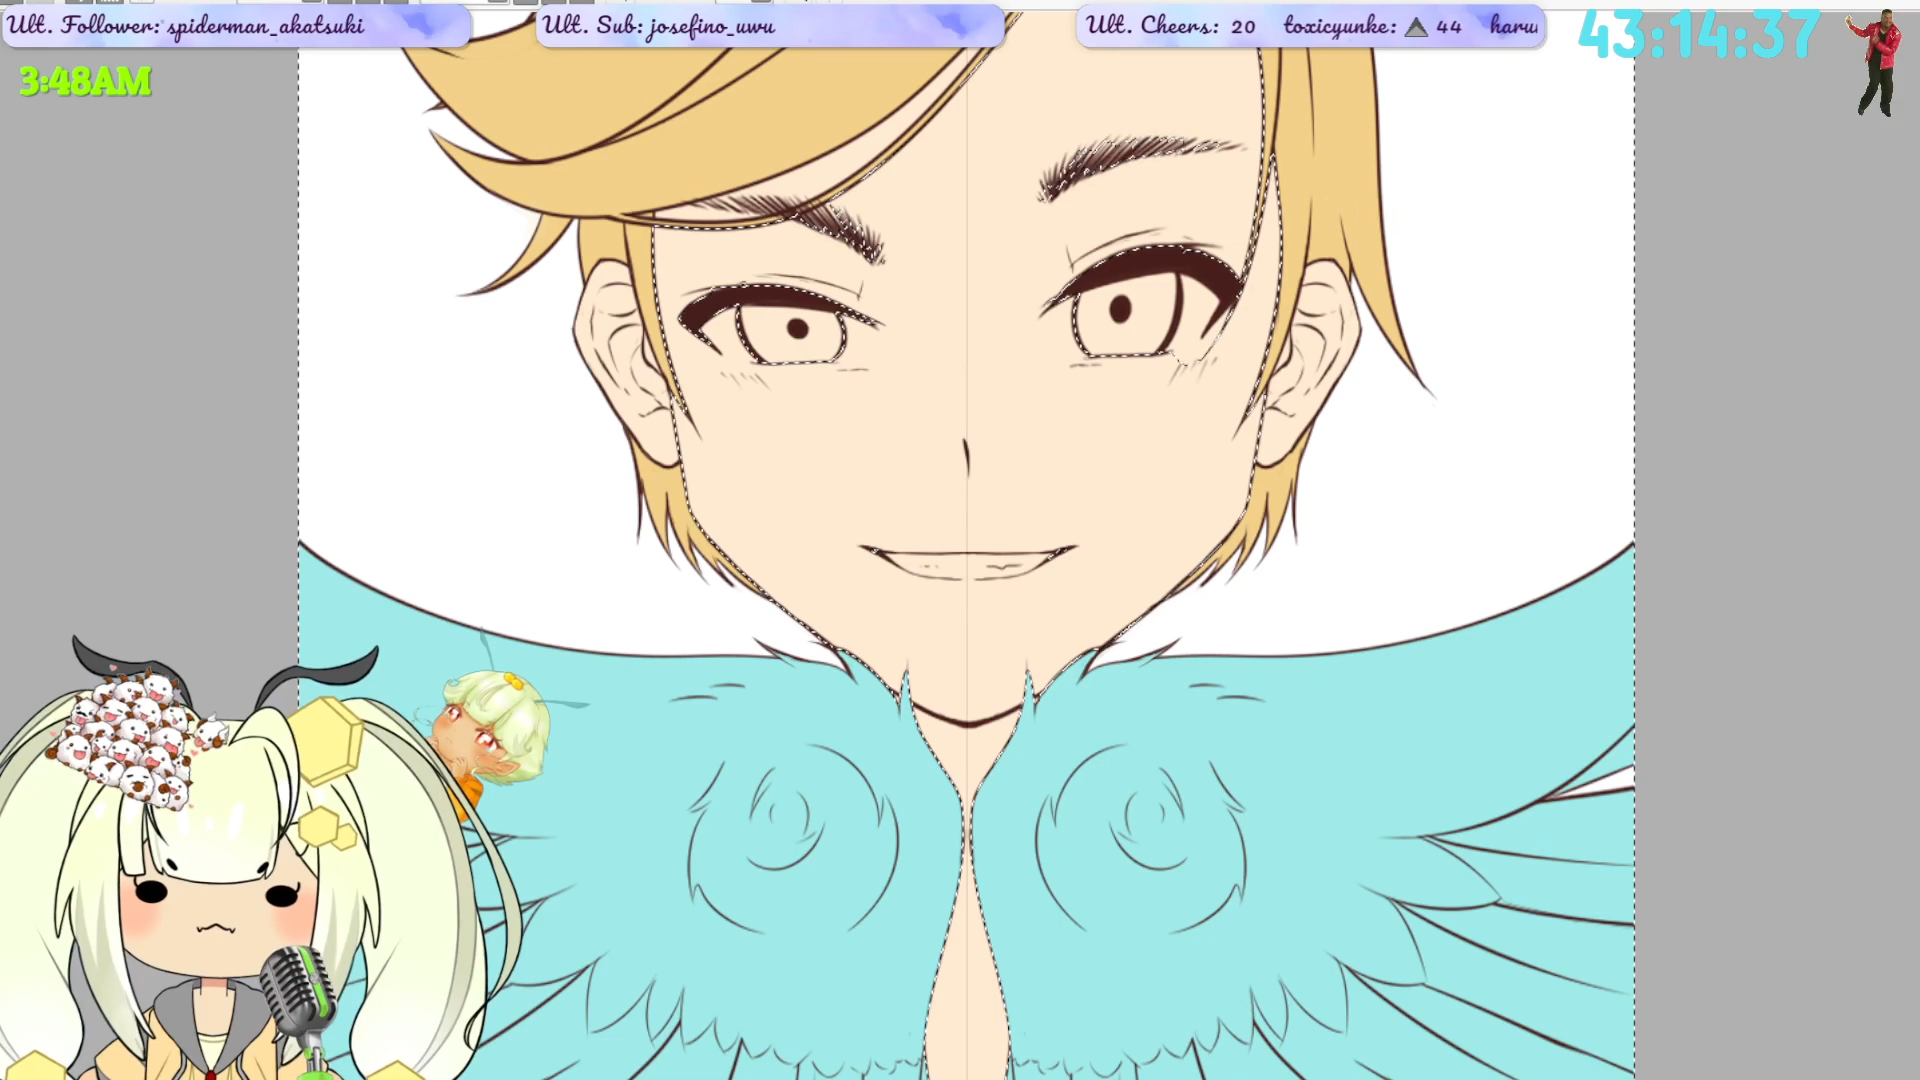 Ult. Follower: spiderman_akatsuki
Ult. Sub: josefino_uwu
Ult. Cheers: 20 toxicyunke: 44 haru
43:14:37
3:48AM